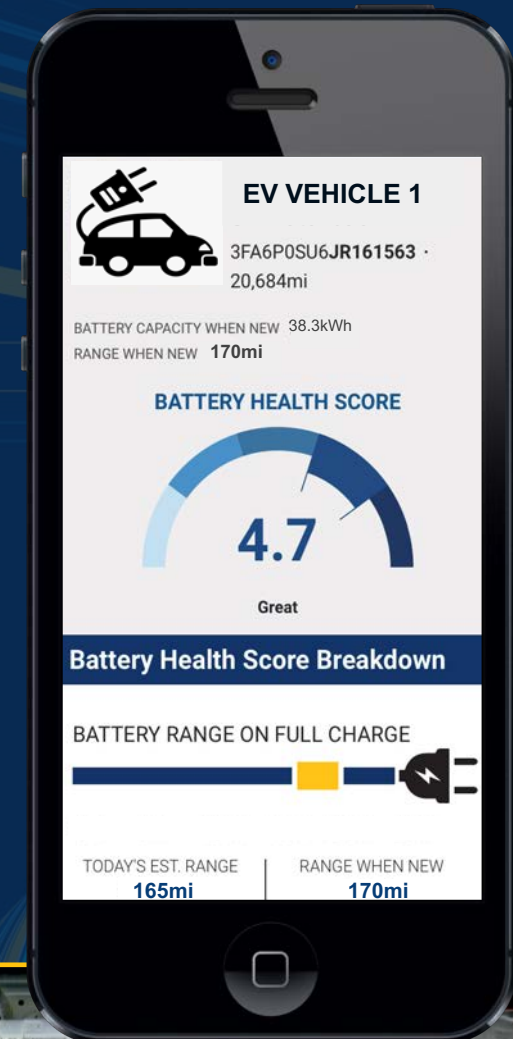 EV VEHICLE 1
3FA6P0SU6JR161563 ·
20,684mi
BATTERY CAPACITY WHEN NEW 38.3kWh
RANGE WHEN NEW 170mi
BATTERY HEALTH SCORE
4.7
Great
Battery Health Score Breakdown
BATTERY RANGE ON FULL CHARGE
TODAY'S EST. RANGE
165mi
RANGE WHEN NEW
170mi